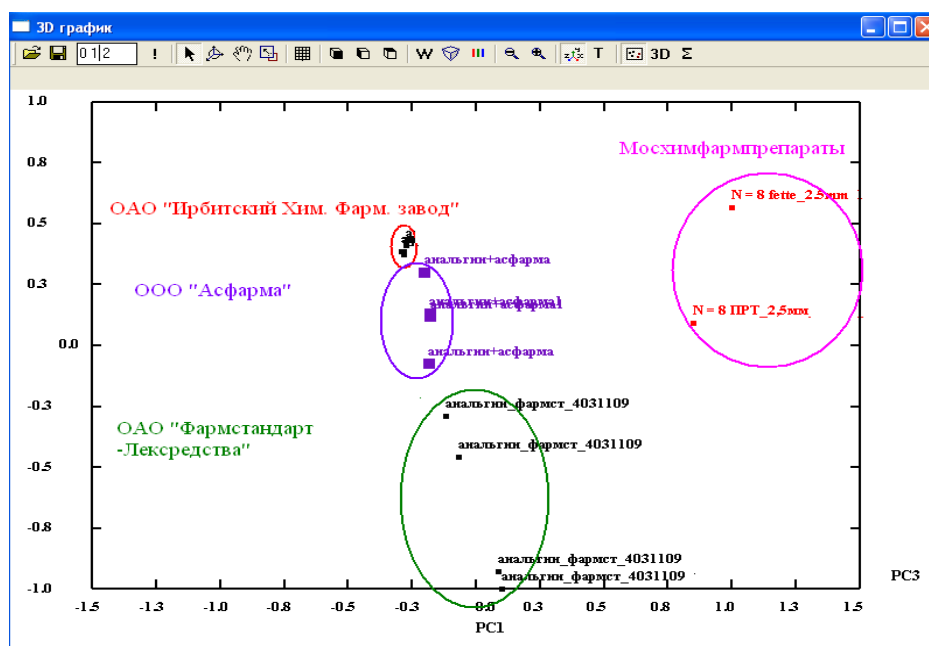 3D график
0 1|2
!
W
T
3D
Σ
1.0
0.8
0.5
0.3
0.0
-0.3
-0.5
-0.8
-1.0
Мосхимфармпрепараты
N = 8 fette_2.5мм
ОАО "Ирбитский Хим. Фарм. завод"
анальгин+асфарма
ООО "Асфарма"
анальгин+асфарма1
N = 8 ПРТ_2,5мм
анальгин+асфарма
анальгин_фармст_4031109
ОАО "Фармстандарт
-Лексредства"
анальгин_фармст_4031109
анальгин_фармст_4031109
анальгин_фармст_4031109
PC3
-1.5
-1.3
-1.0
-0.8
-0.5
-0.3
0.0
0.3
0.5
0.8
1.0
1.3
1.5
PC1